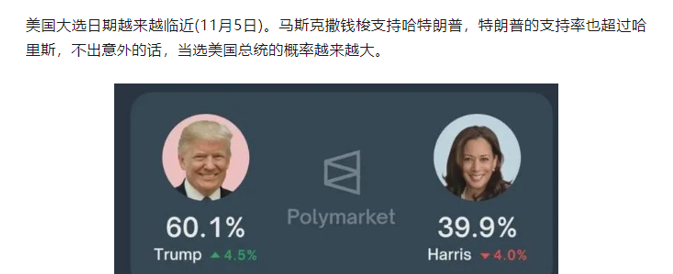 美国大选日期越来越临近(11月5日)。马斯克撒钱梭支持哈特朗普，特朗普的支持率也超过哈
里斯，不出意外的话，当选美国总统的概率越来越大。
Polymarket
60.1%
39.9%
Trump ▲ 4.5%
Harris ▼ 4.0%